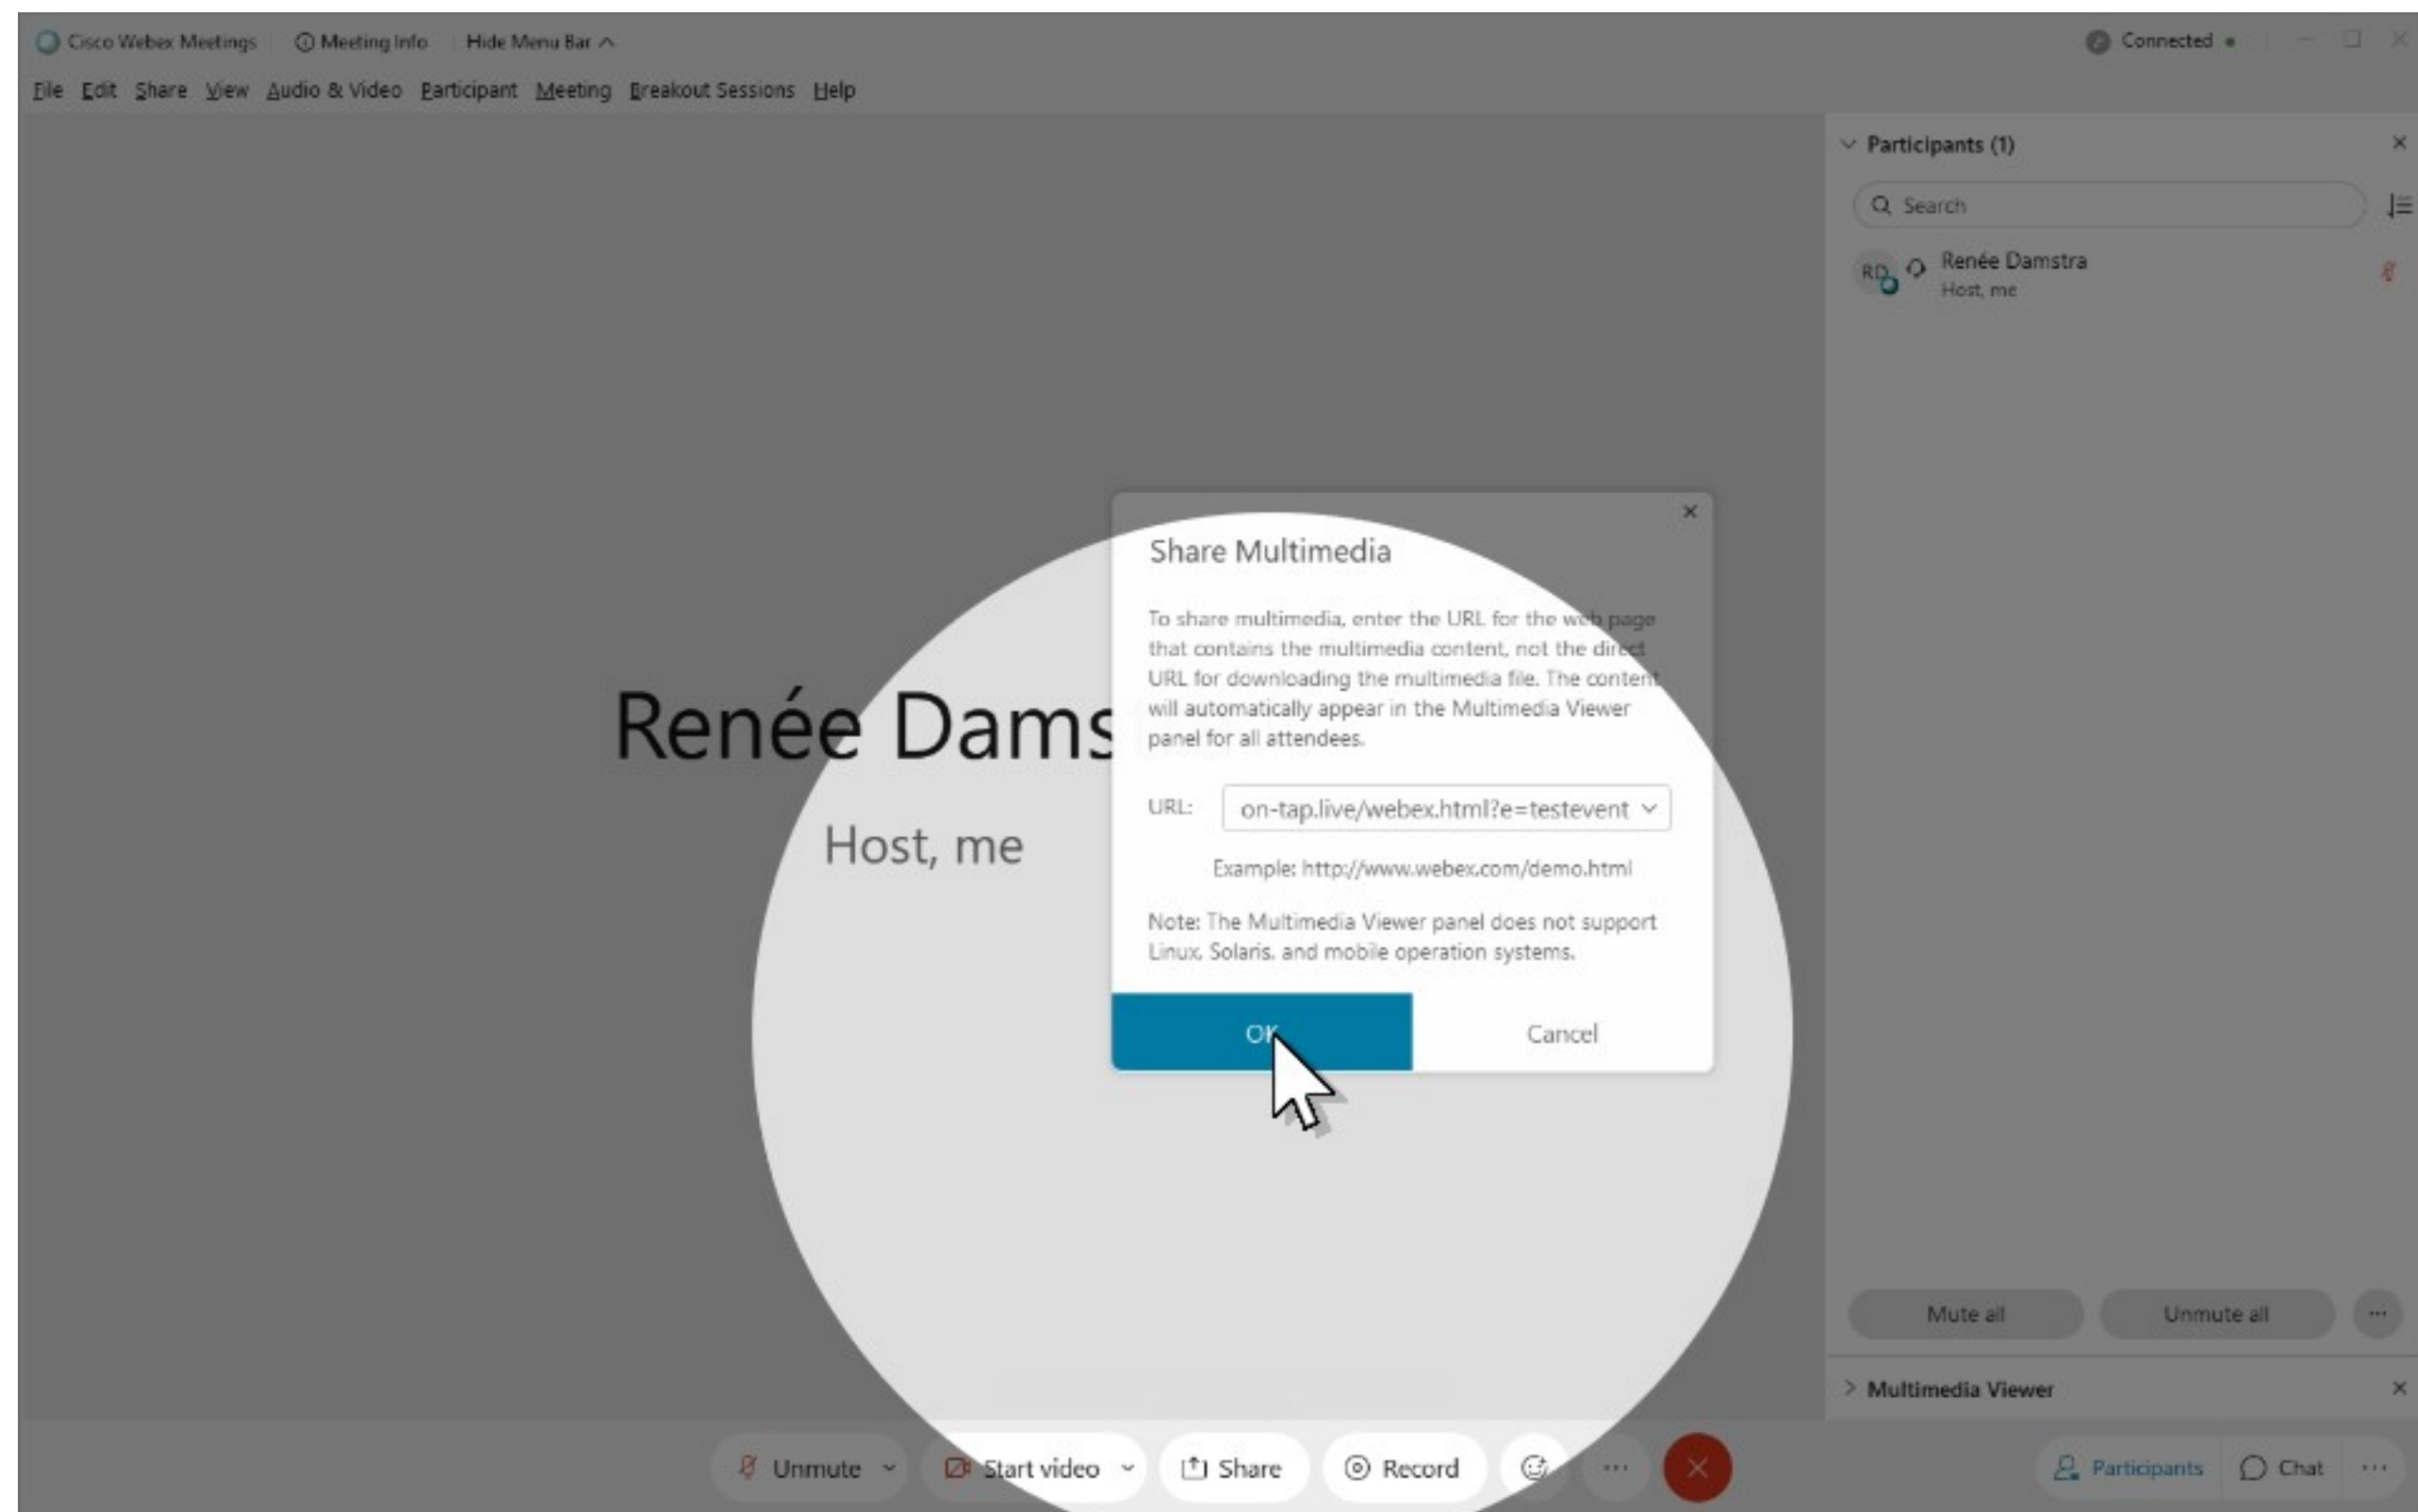 Cisco Webex Meetings Meeting Info Hide Menu Bar Connected
File Edit Share View Audio & Video Participant Meeting Breakout Sessions Help
Participants (1)
Search
RD Renée Damstra
Host, me
Renée Dams
Host, me
Share Multimedia
To share multimedia, enter the URL for the web page
that contains the multimedia content, not the direct
URL for downloading the multimedia file. The content
will automatically appear in the Multimedia Viewer
panel for all attendees.
URL: on-tap.live/webex.html?e=testevent
Example: http://www.webex.com/demo.html
Note: The Multimedia Viewer panel does not support
Linux, Solaris, and mobile operation systems.
OK Cancel
Mute all Unmute all
Multimedia Viewer
Unmute Start video Share Record Participants Chat